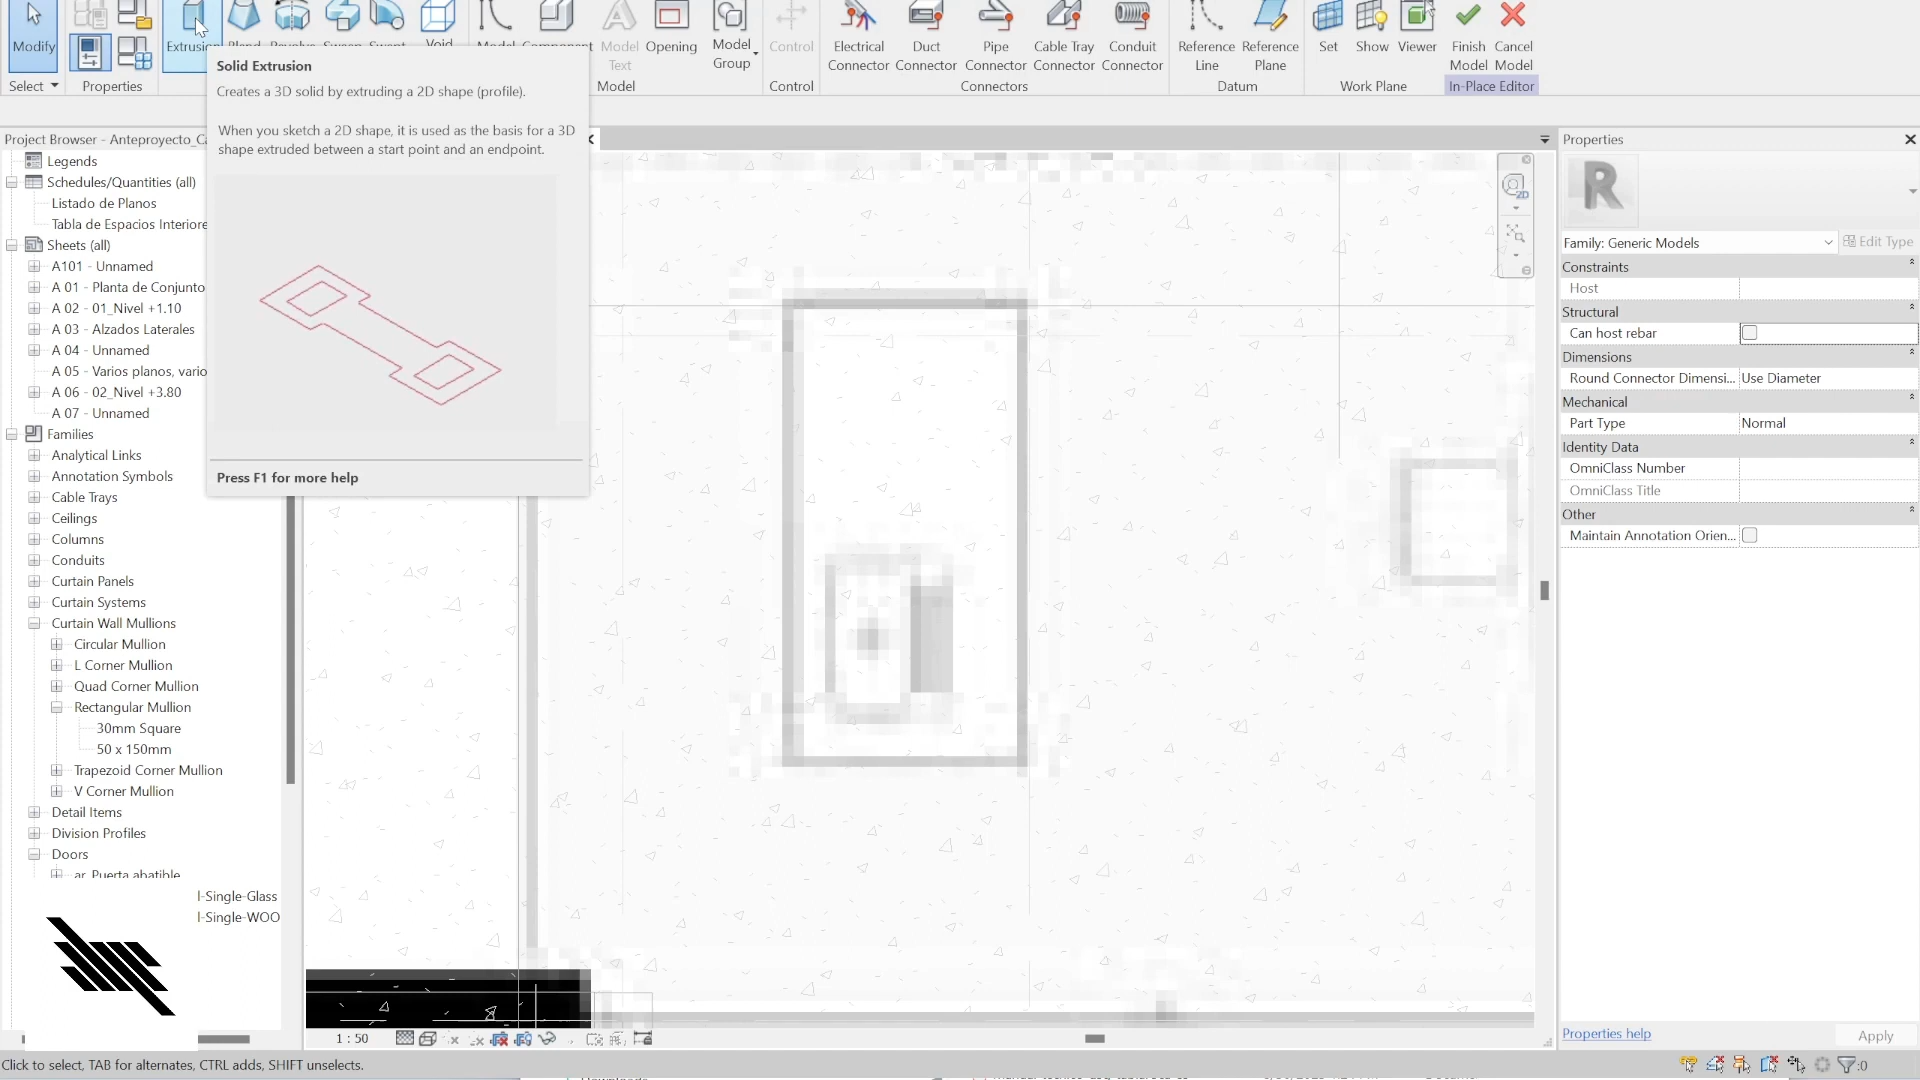 Modify
Extrusion
Void
Model
Text
Opening
Model
Group
Control
Electrical
Connector
Duct
Connector
Pipe
Connector
Cable Tray
Connector
Conduit
Connector
Reference
Line
Reference
Plane
Set
Show
Viewer
Finish
Model
Cancel
Model
Select
Properties
Model
Control
Connectors
Datum
Work Plane
In-Place Editor
Solid Extrusion
Creates a 3D solid by extruding a 2D shape (profile).
When you sketch a 2D shape, it is used as the basis for a 3D
shape extruded between a start point and an endpoint.
Press F1 for more help
Project Browser - Anteproyecto_Ca
Legends
Schedules/Quantities (all)
Listado de Planos
Tabla de Espacios Interiore
Sheets (all)
A101 - Unnamed
A 01 - Planta de Conjunto
A 02 - 01_Nivel +1.10
A 03 - Alzados Laterales
A 04 - Unnamed
A 05 - Varios planos, vario
A 06 - 02_Nivel +3.80
A 07 - Unnamed
Families
Analytical Links
Annotation Symbols
Cable Trays
Ceilings
Columns
Conduits
Curtain Panels
Curtain Systems
Curtain Wall Mullions
Circular Mullion
L Corner Mullion
Quad Corner Mullion
Rectangular Mullion
30mm Square
50 x 150mm
Trapezoid Corner Mullion
V Corner Mullion
Detail Items
Division Profiles
Doors
ar_Puerta abatible
l-Single-Glass
l-Single-WOO
2D
1 : 50
Properties
R
Family: Generic Models
Edit Type
Constraints
Host
Structural
Can host rebar
Dimensions
Round Connector Dimensi... Use Diameter
Mechanical
Part Type Normal
Identity Data
OmniClass Number
OmniClass Title
Other
Maintain Annotation Orien...
Properties help
Apply
Click to select, TAB for alternates, CTRL adds, SHIFT unselects.
:0